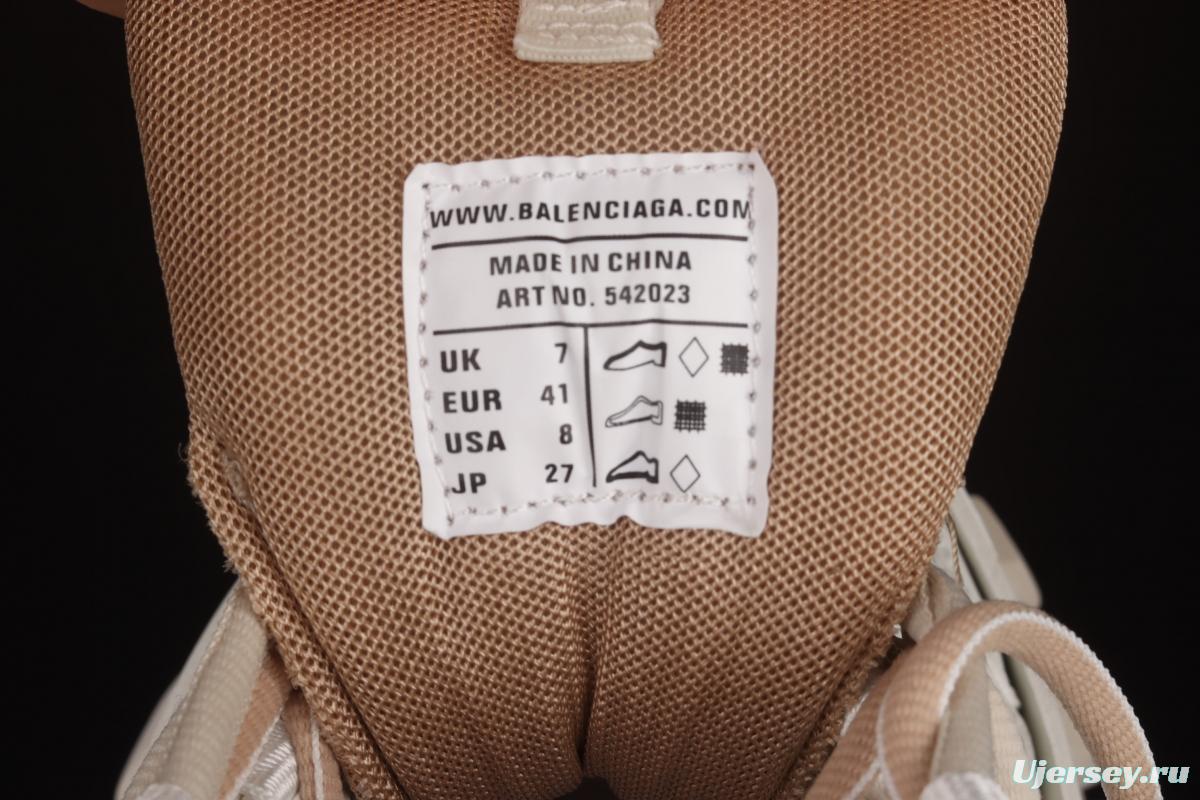 WWW.BALENCIAGA.COM
MADE IN CHINA
ART NO. 542023
UK 7
EUR 41
USA 8
JP 27
Ujersey.ru